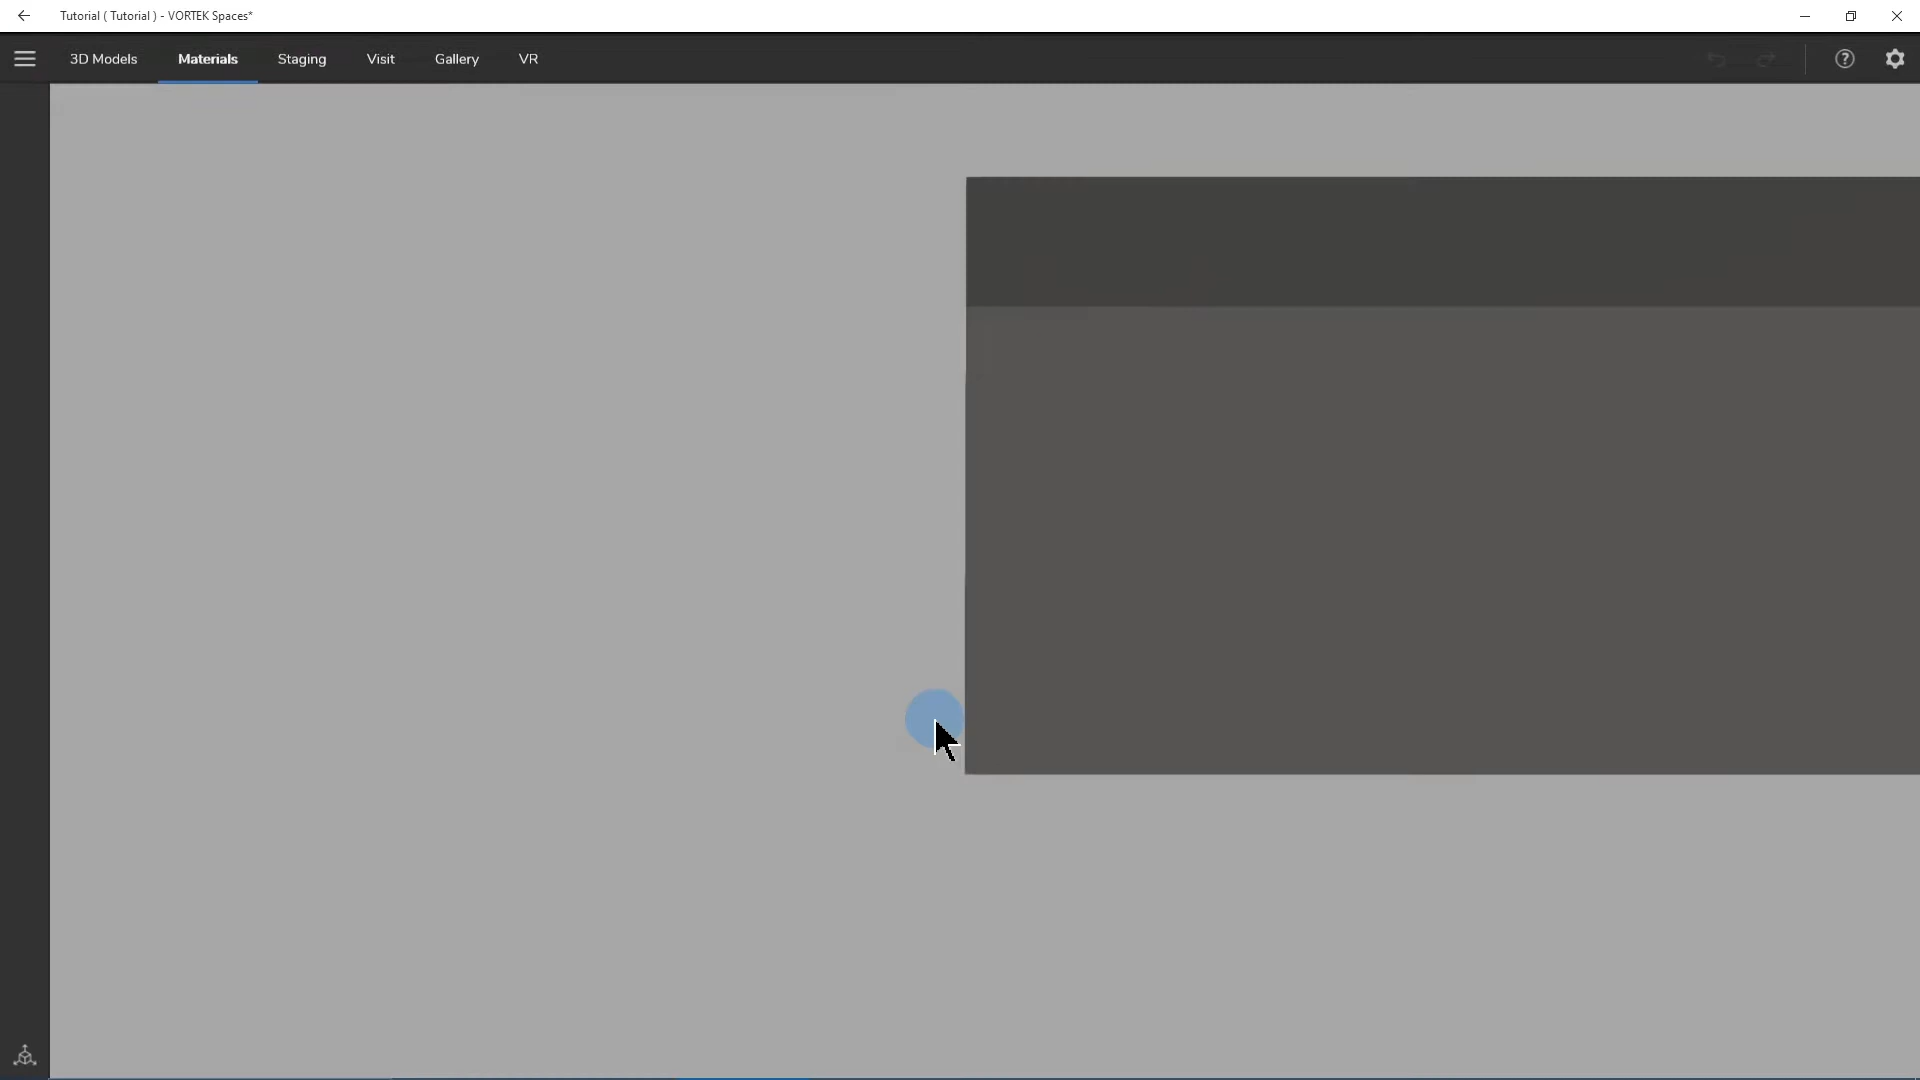 Tutorial ( Tutorial ) - VORTEK Spaces*
3D Models Materials Staging Visit Gallery VR